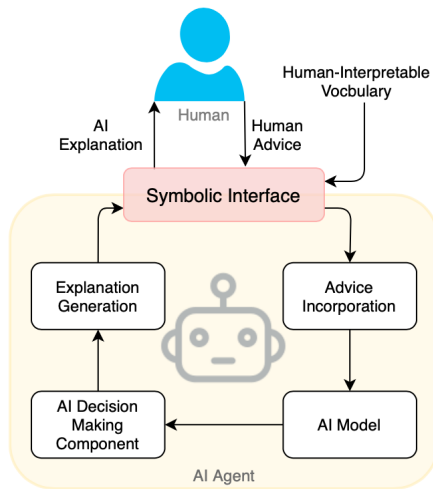 Human
Human-Interpretable
Vocbulary
AI
Explanation
Human
Advice
Symbolic Interface
Explanation
Generation
Advice
Incorporation
AI Decision
Making
Component
AI Model
AI Agent